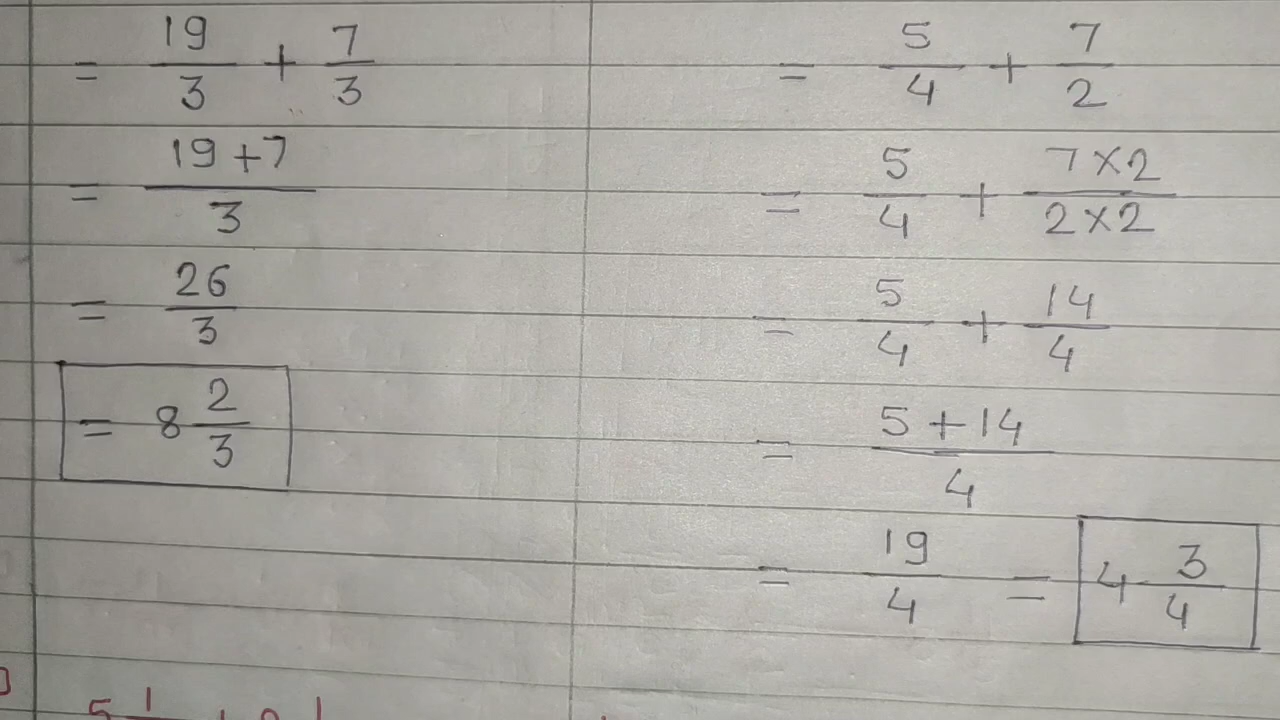 = 19/3 + 7/3
= (19+7)/3
= 26/3
= 8 2/3
= 5/4 + 7/2
= 5/4 + (7×2)/(2×2)
= 5/4 + 14/4
= (5+14)/4
= 19/4 = 4 3/4